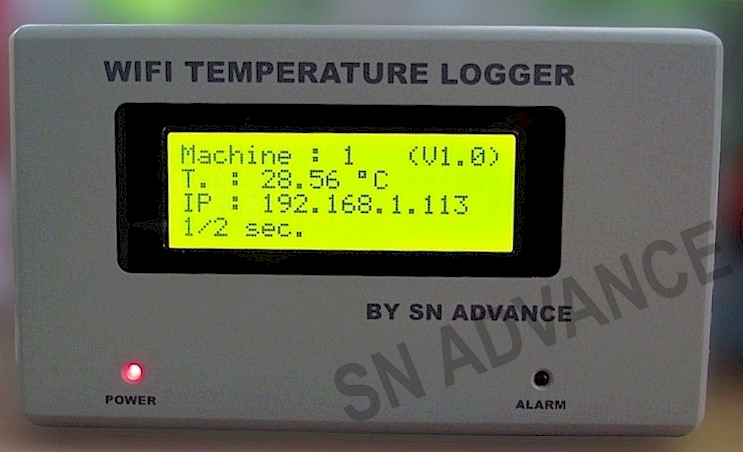 WIFI TEMPERATURE LOGGER
Machine : 1 (V1.0)
T. : 28.56 °C
IP : 192.168.1.113
1/2 sec.
BY SN ADVANCE
SN ADVANCE
POWER
ALARM